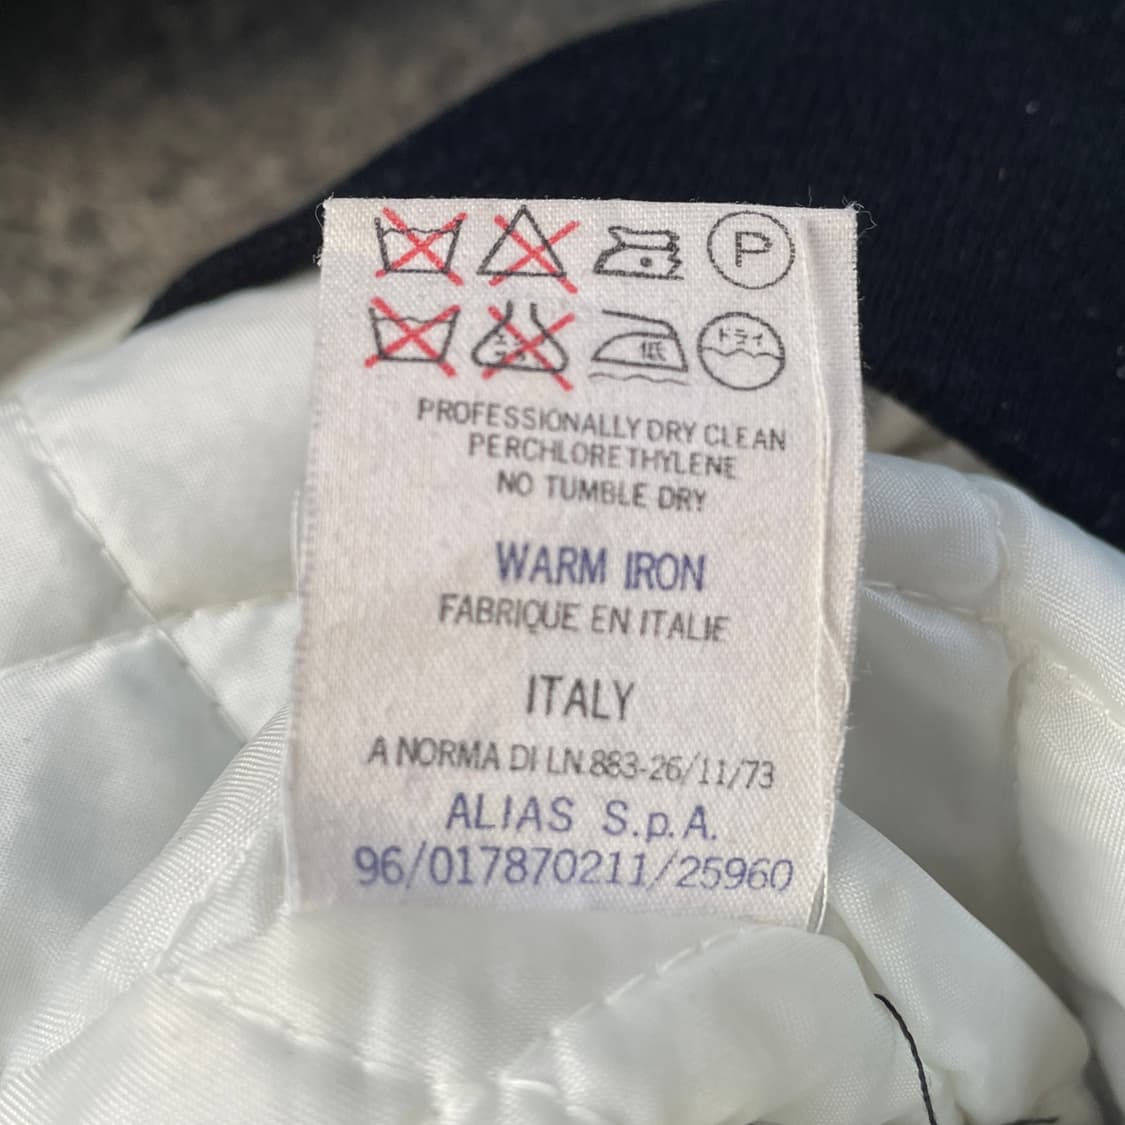 P
低
ドライ
PROFESSIONALLY DRY CLEAN
PERCHLORETHYLENE
NO TUMBLE DRY
WARM IRON
FABRIQUE EN ITALIE
ITALY
A NORMA DI LN.883-26/11/73
ALIAS S.p.A.
96/017870211/25960